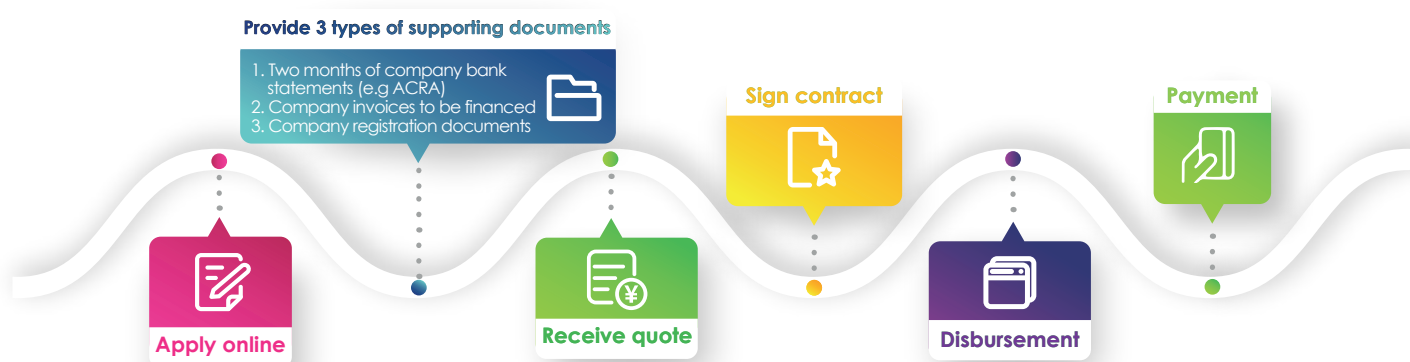 Provide 3 types of supporting documents
1. Two months of company bank
statements (e.g ACRA)
2. Company invoices to be financed
3. Company registration documents
Sign contract
Payment
¥
Apply online
Receive quote
Disbursement